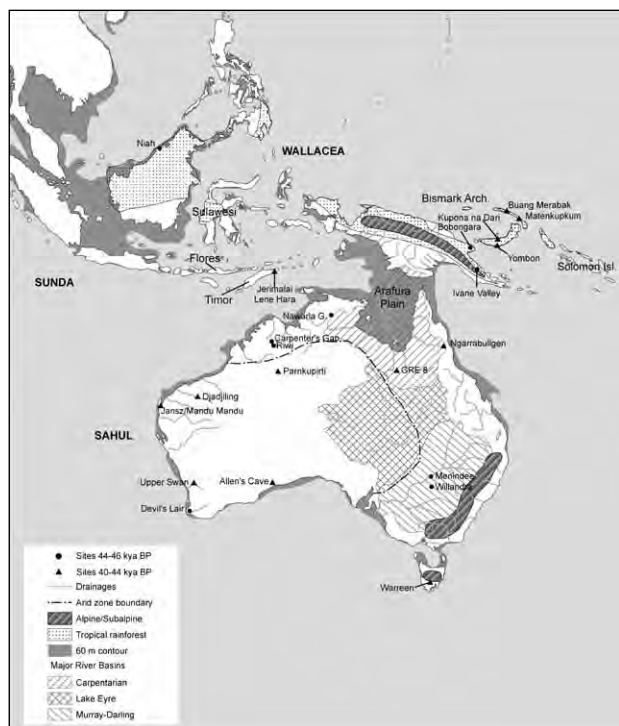 Niah
WALLACEA
Bismark Arch.
Buang Merabak
Matenkupkum
Kupona na Dari
Bobongara
Sulawesi
Yombon
Solomon Isl.
Flores
SUNDA
Timor
Jerimalai
Lene Hara
Arafura
Plain
Ivane Valley
Nawarla G.
Carpenter's Gap
Riwi
Ngarrabullgen
Parnkupirti
GRE 8
Djadjiling
Jansz/Mandu Mandu
SAHUL
Menindee
Willandra
Upper Swan
Allen's Cave
Devil's Lair
Warreen
Sites 44-46 kya BP
Sites 40-44 kya BP
Drainages
Arid zone boundary
Alpine/Subalpine
Tropical rainforest
60 m contour
Major River Basins
Carpentarian
Lake Eyre
Murray-Darling